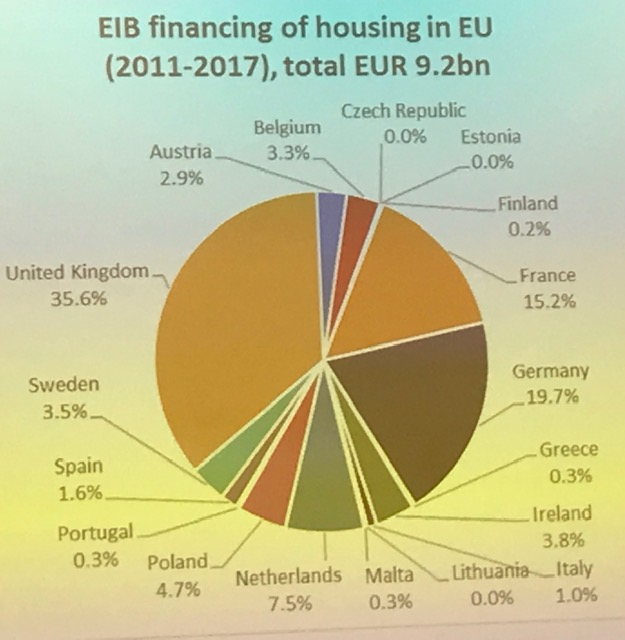 EIB financing of housing in EU
(2011-2017), total EUR 9.2bn
Czech Republic
0.0%
Belgium
3.3%
Estonia
0.0%
Austria
2.9%
Finland
0.2%
United Kingdom
35.6%
France
15.2%
Germany
19.7%
Sweden
3.5%
Greece
0.3%
Spain
1.6%
Ireland
3.8%
Portugal
0.3%
Poland
4.7%
Netherlands
7.5%
Malta
0.3%
Lithuania
0.0%
Italy
1.0%